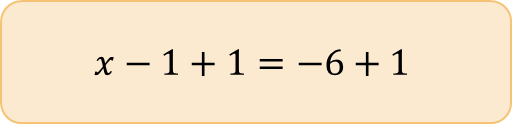 x − 1 + 1 = −6 + 1